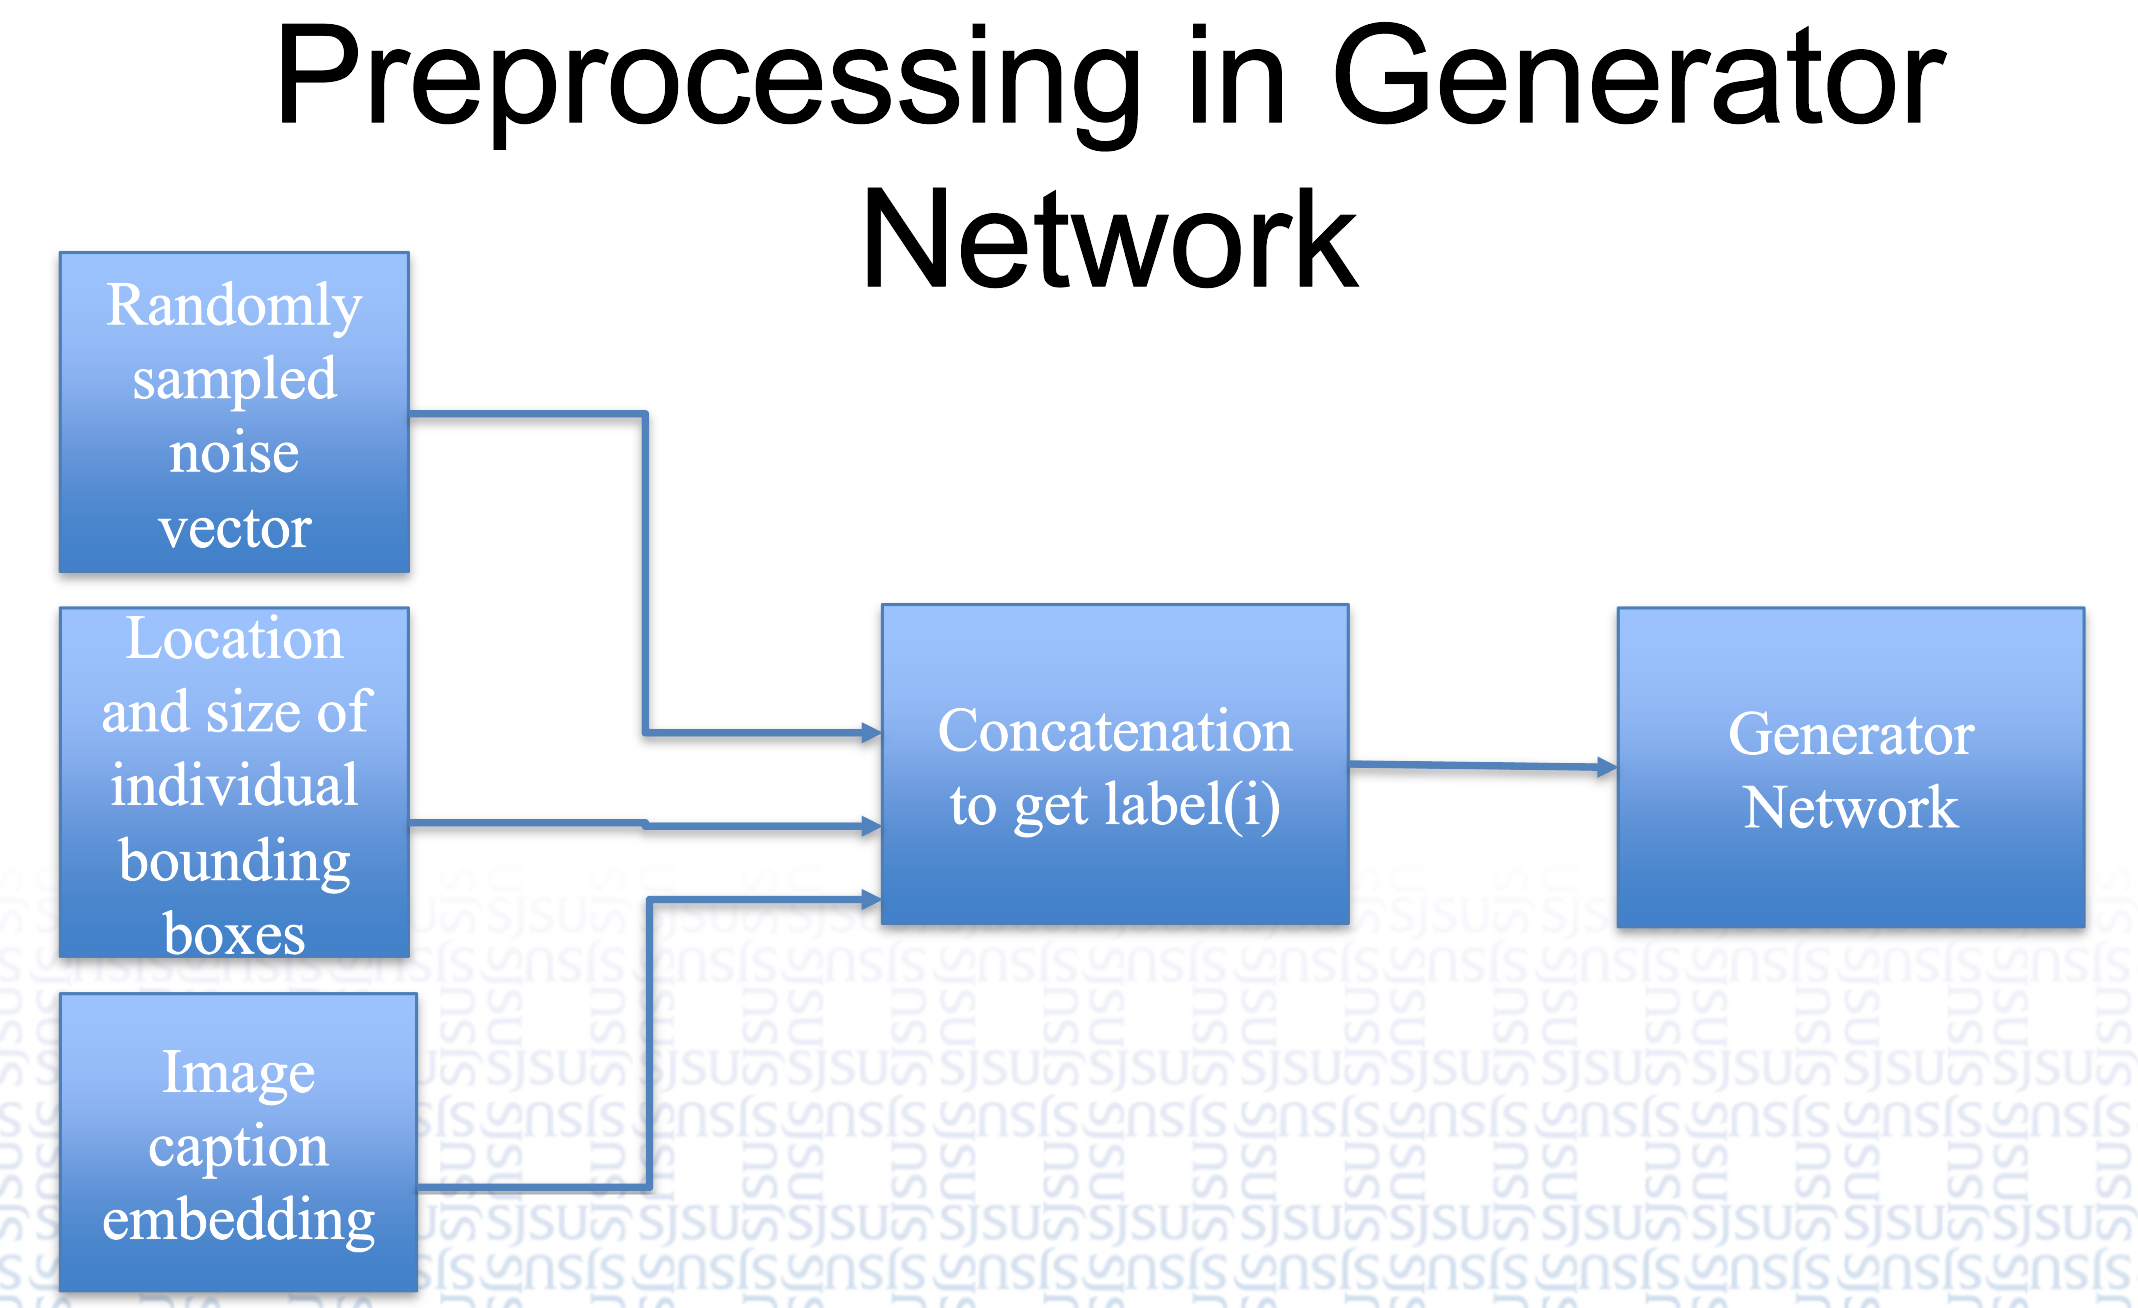 Preprocessing in Generator
Network
Randomly
sampled
noise
vector
Location
and size of
individual
bounding
boxes
Image
caption
embedding
Concatenation
to get label(i)
Generator
Network